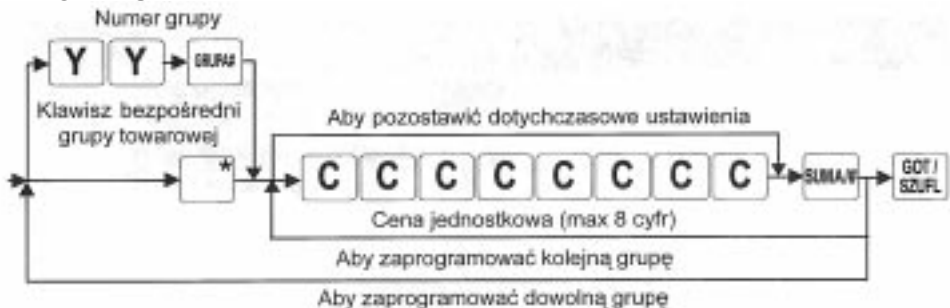 Numer grupy
Y Y GRUPA#
Klawisz bezpośredni
grupy towarowej
Aby pozostawić dotychczasowe ustawienia
* C C C C C C C C SUMA/# GOT / SZUFL
Cena jednostkowa (max 8 cyfr)
Aby zaprogramować kolejną grupę
Aby zaprogramować dowolną grupę